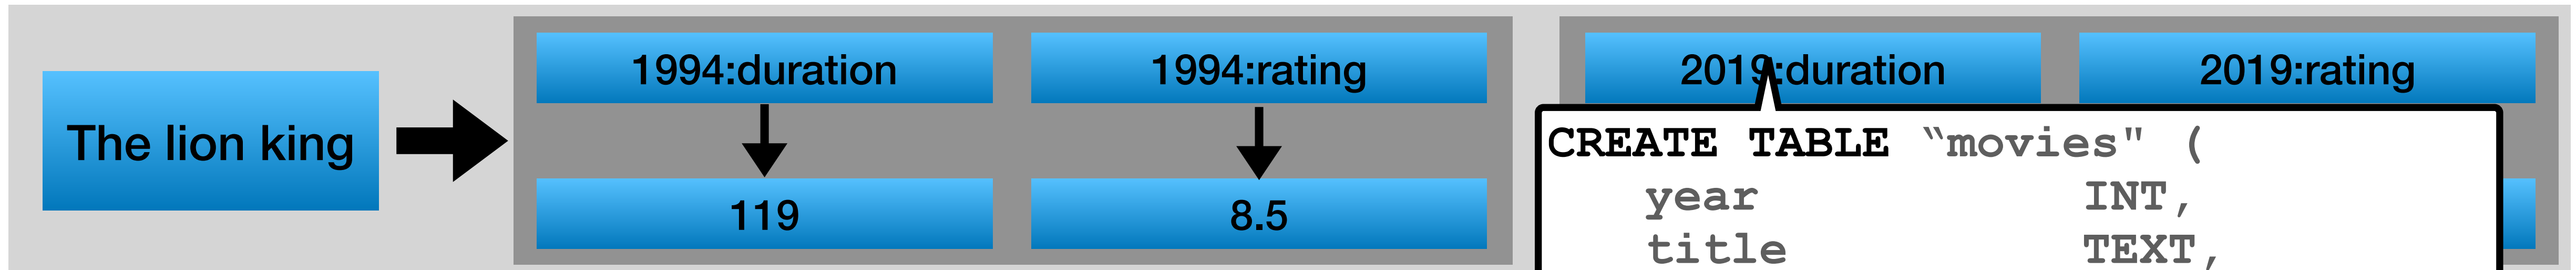 The lion king
1994:duration
1994:rating
119
8.5
2019:duration
2019:rating
CREATE TABLE “movies" (
year INT,
title TEXT,